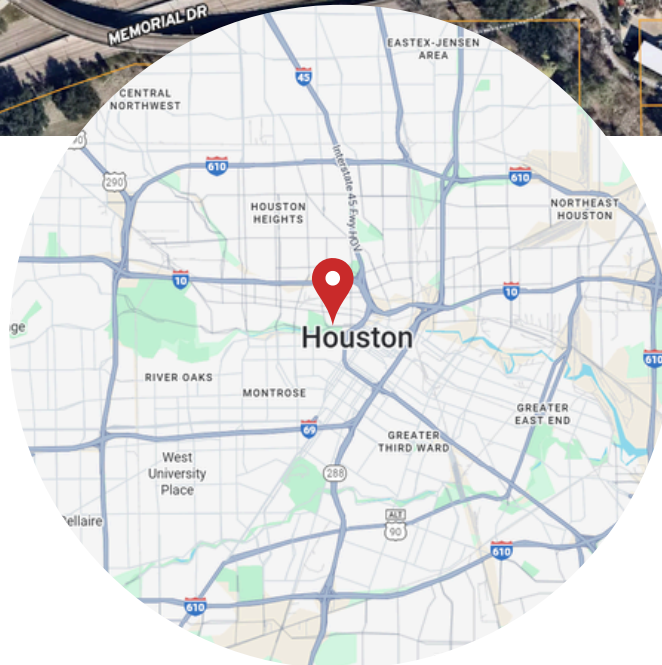 MEMORIAL DR
EASTEX-JENSEN
AREA
45
CENTRAL
NORTHWEST
290
610
610
Interstate 45 Fwy HOV
HOUSTON
HEIGHTS
NORTHEAST
HOUSTON
10
10
Houston
610
RIVER OAKS
MONTROSE
GREATER
EAST END
69
GREATER
THIRD WARD
West
University
Place
288
Bellaire
ALT
90
610
610